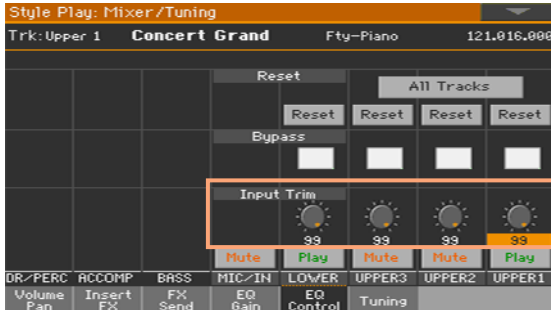 Style Play: Mixer/Tuning
Trk:Upper 1 Concert Grand Fty-Piano 121.016.000
Reset
All Tracks
Reset Reset Reset Reset
Bypass
Input Trim
99 99 99 99
Mute Play Mute Mute Play
DR/PERC ACCOMP BASS MIC/IN LOWER UPPER3 UPPER2 UPPER1
Volume Insert FX EQ EQ Tuning
Pan FX Send Gain Control